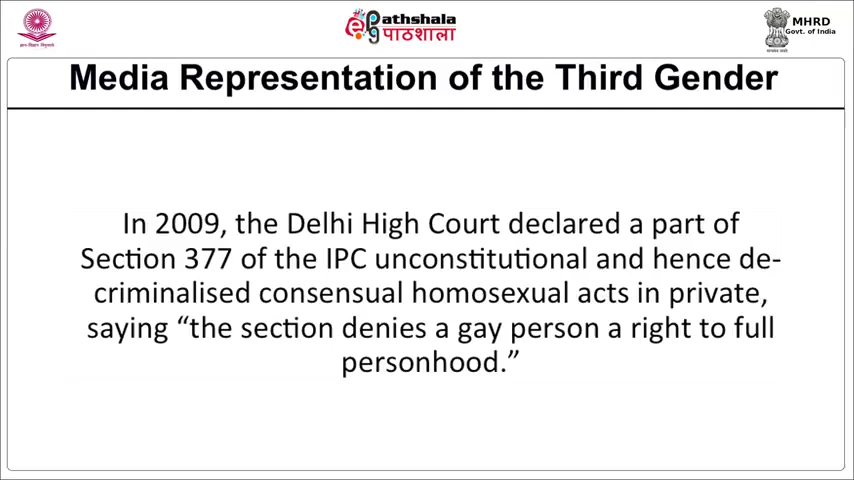 Pathshala
पाठशाला
MHRD
Govt. of India
Media Representation of the Third Gender
In 2009, the Delhi High Court declared a part of
Section 377 of the IPC unconstitutional and hence de-
criminalised consensual homosexual acts in private,
saying “the section denies a gay person a right to full
personhood.”